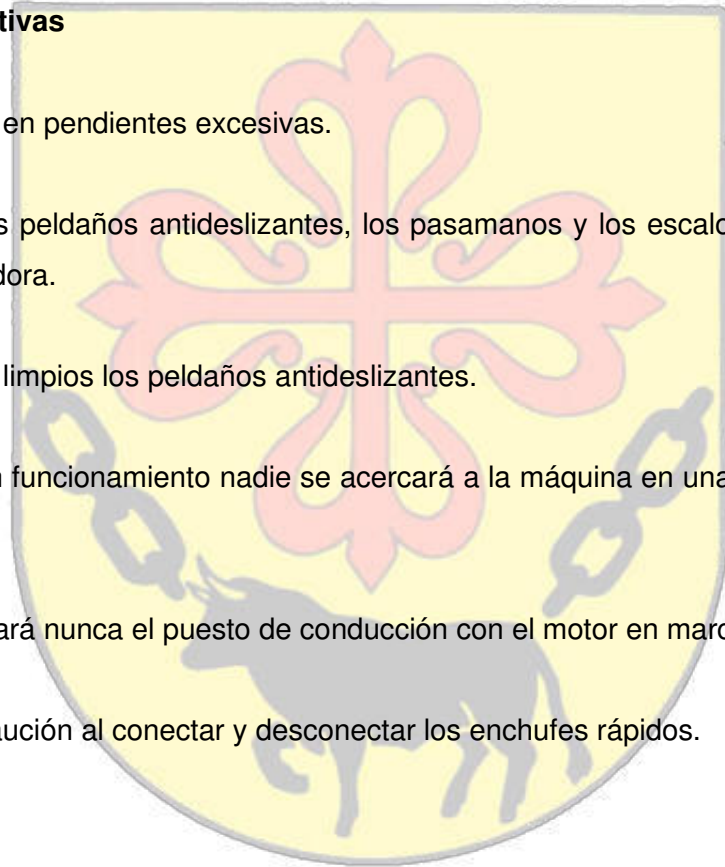 tivas
en pendientes excesivas.
s peldaños antideslizantes, los pasamanos y los escalo
dora.
limpios los peldaños antideslizantes.
n funcionamiento nadie se acercará a la máquina en una
ará nunca el puesto de conducción con el motor en marc
aución al conectar y desconectar los enchufes rápidos.